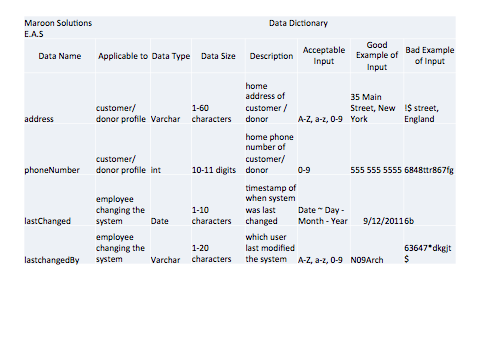 Maroon Solutions Data Dictionary
E.A.S
Data Name Applicable to Data Type Data Size Description Acceptable Input Good Example of Input Bad Example of Input
address customer/ donor profile Varchar 1-60 characters home address of customer / donor A-Z, a-z, 0-9 35 Main Street, New York !$ street, England
phoneNumber customer/ donor profile int 10-11 digits home phone number of customer/ donor 0-9 555 555 5555 6848ttr867fg
lastChanged employee changing the system Date 1-10 characters timestamp of when system was last changed Date ~ Day - Month - Year 9/12/2011 6b
lastchangedBy employee changing the system Varchar 1-20 characters which user last modified the system A-Z, a-z, 0-9 N09Arch 63647*dkgjt $